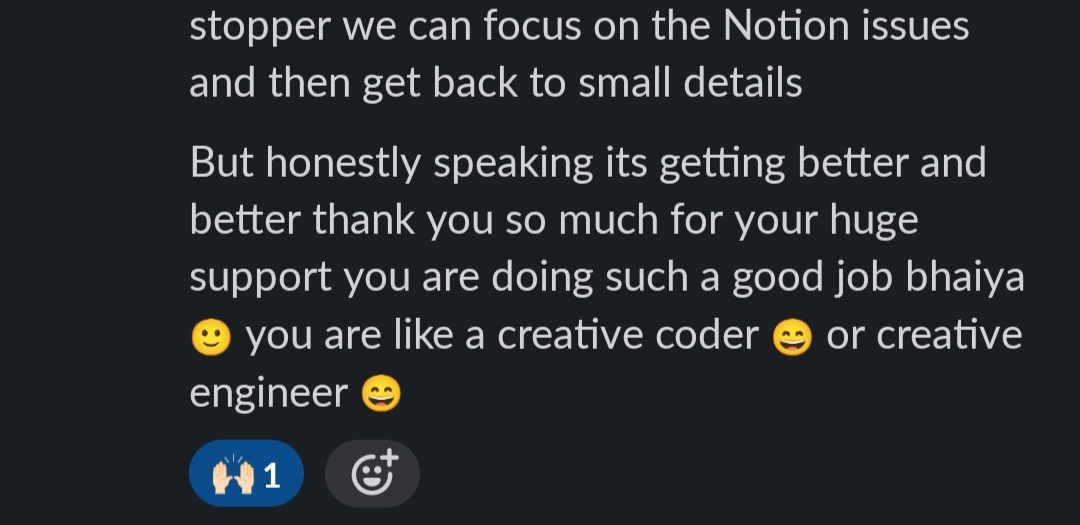 stopper we can focus on the Notion issues
and then get back to small details
But honestly speaking its getting better and
better thank you so much for your huge
support you are doing such a good job bhaiya
🙂 you are like a creative coder 😄 or creative
engineer 😄
🙌🏻 1